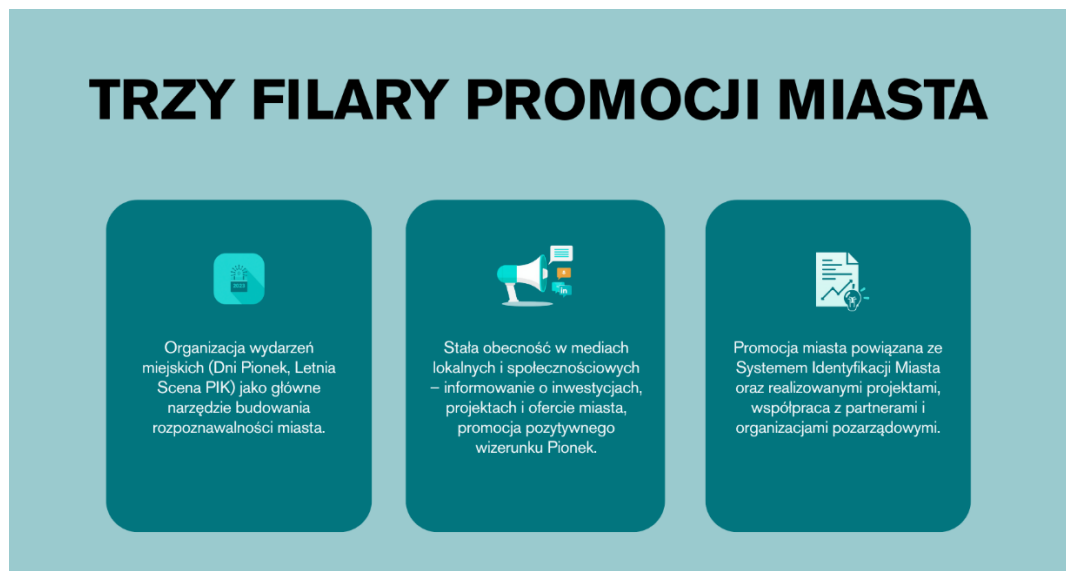 TRZY FILARY PROMOCJI MIASTA
Organizacja wydarzeń
miejskich (Dni Pionek, Letnia
Scena PIK) jako główne
narzędzie budowania
rozpoznawalności miasta.
Stała obecność w mediach
lokalnych i społecznościowych
– informowanie o inwestycjach,
projektach i ofercie miasta,
promocja pozytywnego
wizerunku Pionek.
Promocja miasta powiązana ze
Systemem Identyfikacji Miasta
oraz realizowanymi projektami,
współpraca z partnerami i
organizacjami pozarządowymi.